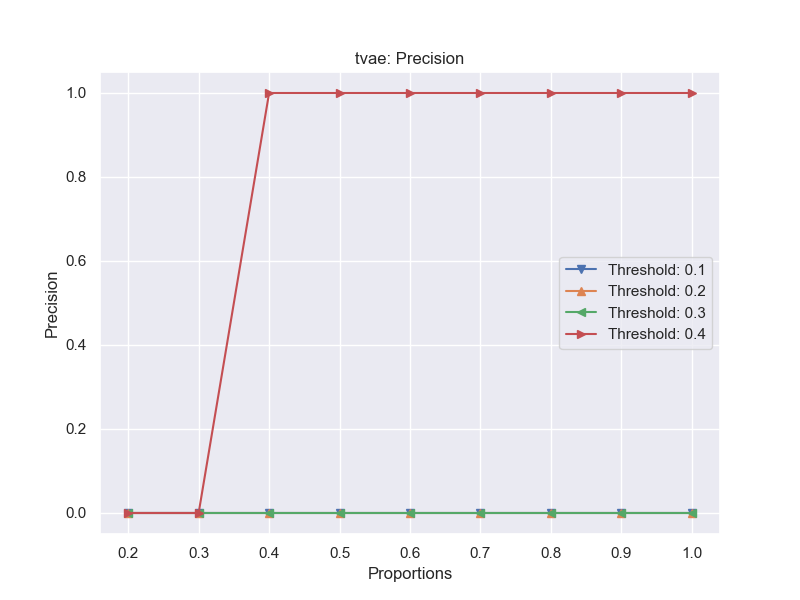 tvae: Precision
1.0
0.8
0.6
0.4
0.2
0.0
Precision
Threshold: 0.1
Threshold: 0.2
Threshold: 0.3
Threshold: 0.4
0.2 0.3 0.4 0.5 0.6 0.7 0.8 0.9 1.0
Proportions